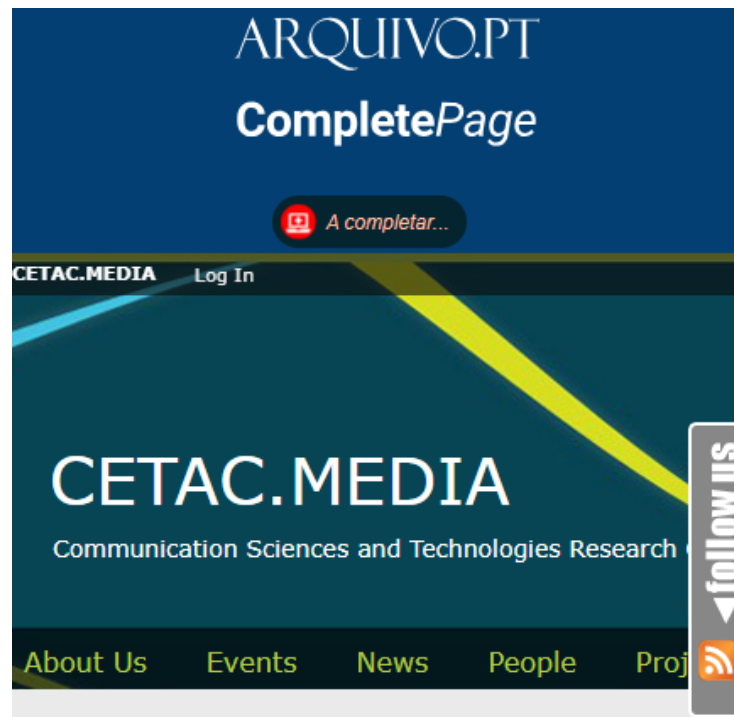 ARQUIVO.PT
CompletePage
A completar...
CETAC.MEDIA Log In
CETAC.MEDIA
Communication Sciences and Technologies Research
follow us
About Us Events News People Proj